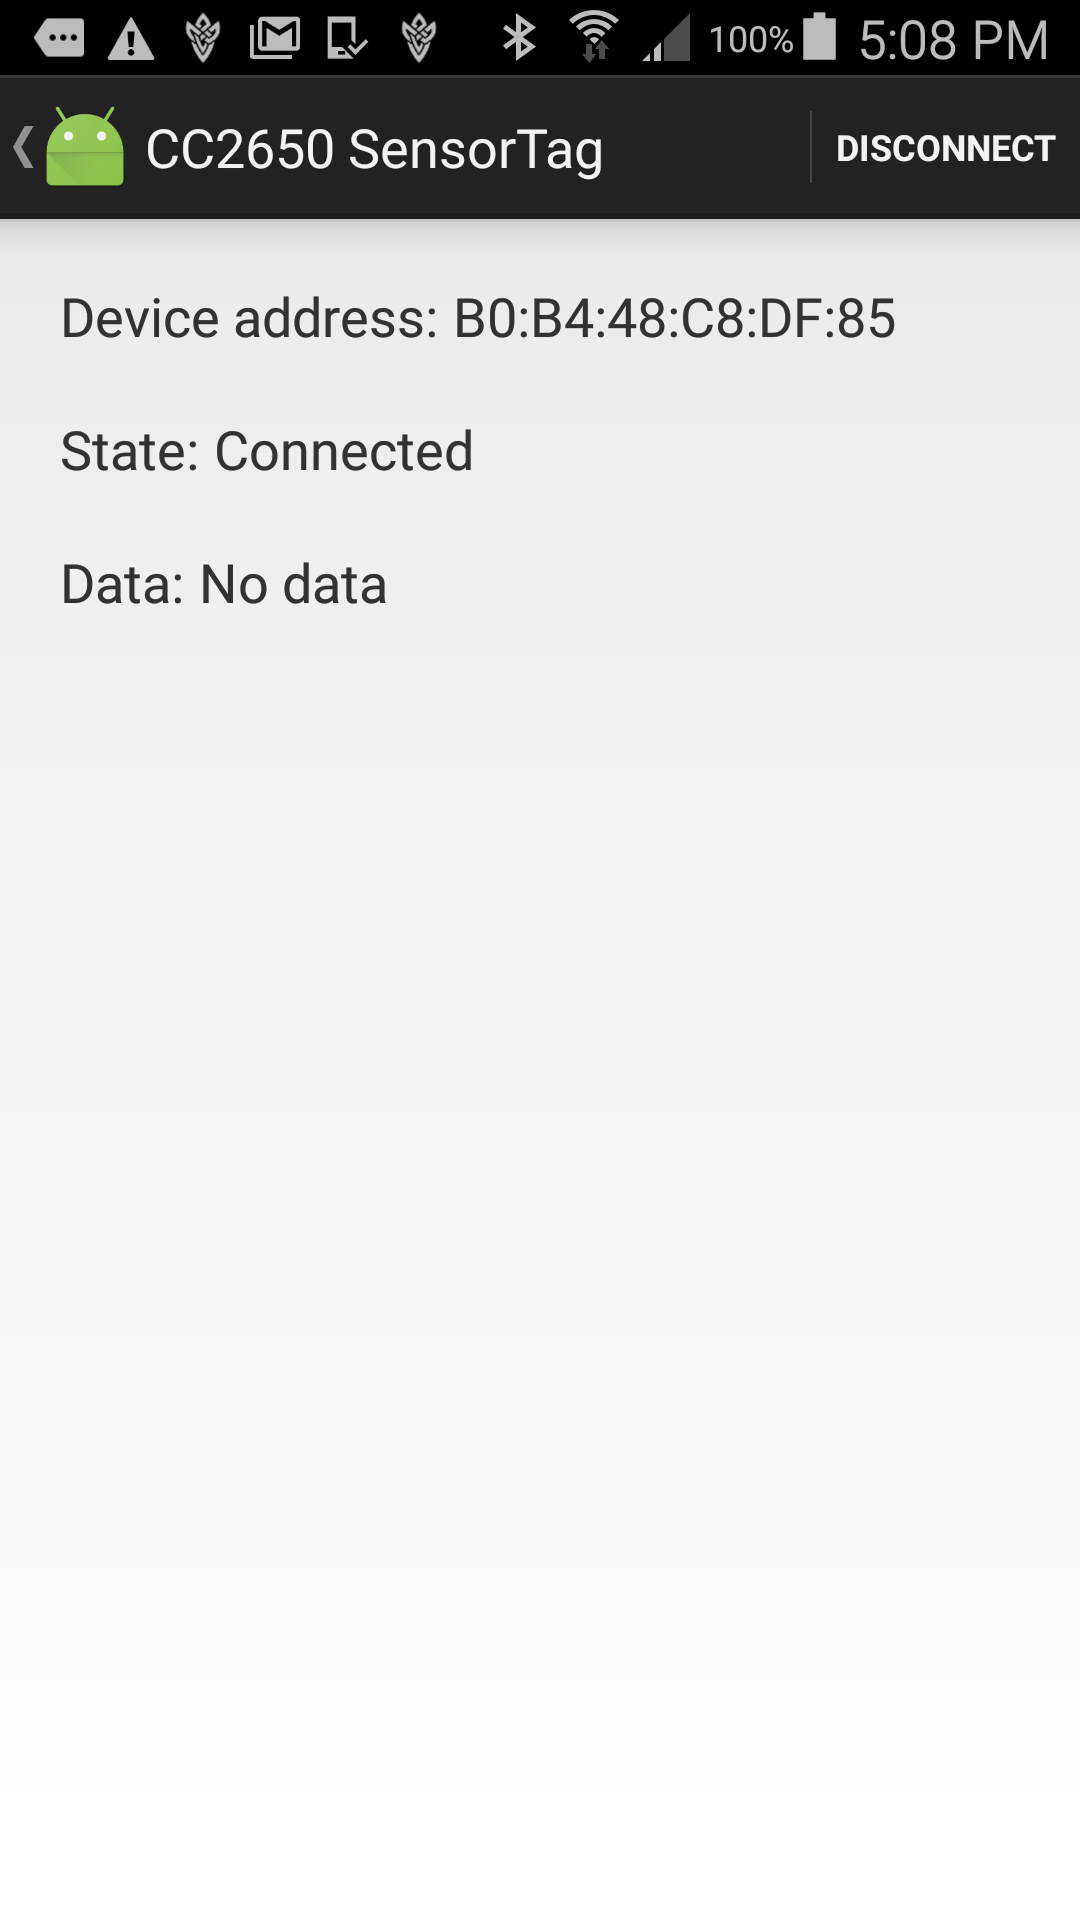 100% 5:08 PM
CC2650 SensorTag DISCONNECT
Device address: B0:B4:48:C8:DF:85
State: Connected
Data: No data